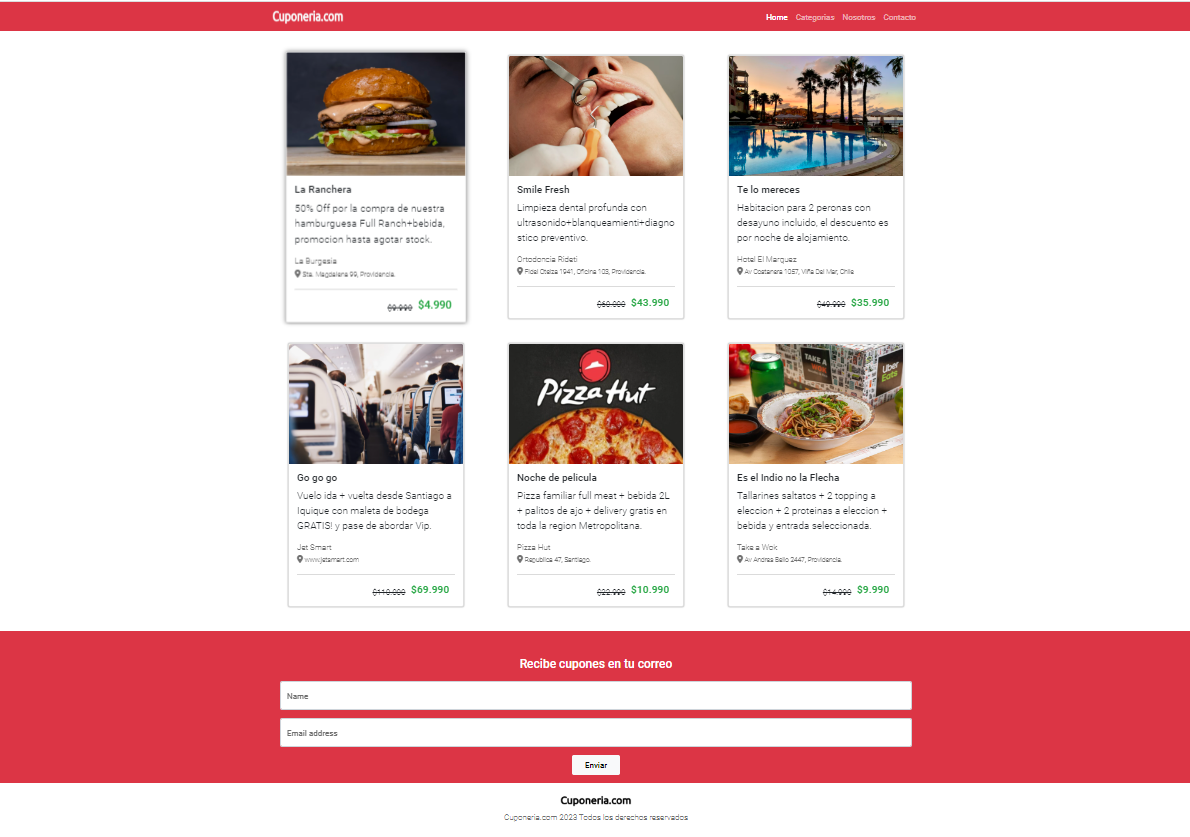 Cuponeria.com
Home Categorias Nosotros Contacto
La Ranchera
50% Off por la compra de nuestra
hamburguesa Full Ranch+bebida,
promocion hasta agotar stock.
La Burgesia
Sta. Magdalena 99, Providencia.
$9.990 $4.990
Smile Fresh
Limpieza dental profunda con
ultrasonido+blanqueamienti+diagno
stico preventivo.
Ortodoncia Rideti
Fidel Oteiza 1941, Oficina 103, Providencia.
$60.000 $43.990
Te lo mereces
Habitacion para 2 peronas con
desayuno incluido, el descuento es
por noche de alojamiento.
Hotel El Marquez
Av Costanera 1057, Viña Del Mar, Chile
$49.990 $35.990
Go go go
Vuelo ida + vuelta desde Santiago a
Iquique con maleta de bodega
GRATIS! y pase de abordar Vip.
Jet Smart
www.jetsmart.com
$110.000 $69.990
Pizza Hut
Noche de pelicula
Pizza familiar full meat + bebida 2L
+ palitos de ajo + delivery gratis en
toda la region Metropolitana.
Pizza Hut
Republica 47, Santiago.
$22.990 $10.990
TAKE A
WOK
Uber
Eats
Es el Indio no la Flecha
Tallarines saltatos + 2 topping a
eleccion + 2 proteinas a eleccion +
bebida y entrada seleccionada.
Take a Wok
Av Andres Bello 2447, Providencia.
$14.990 $9.990
Recibe cupones en tu correo
Name
Email address
Enviar
Cuponeria.com
Cuponeria.com 2023 Todos los derechos reservados